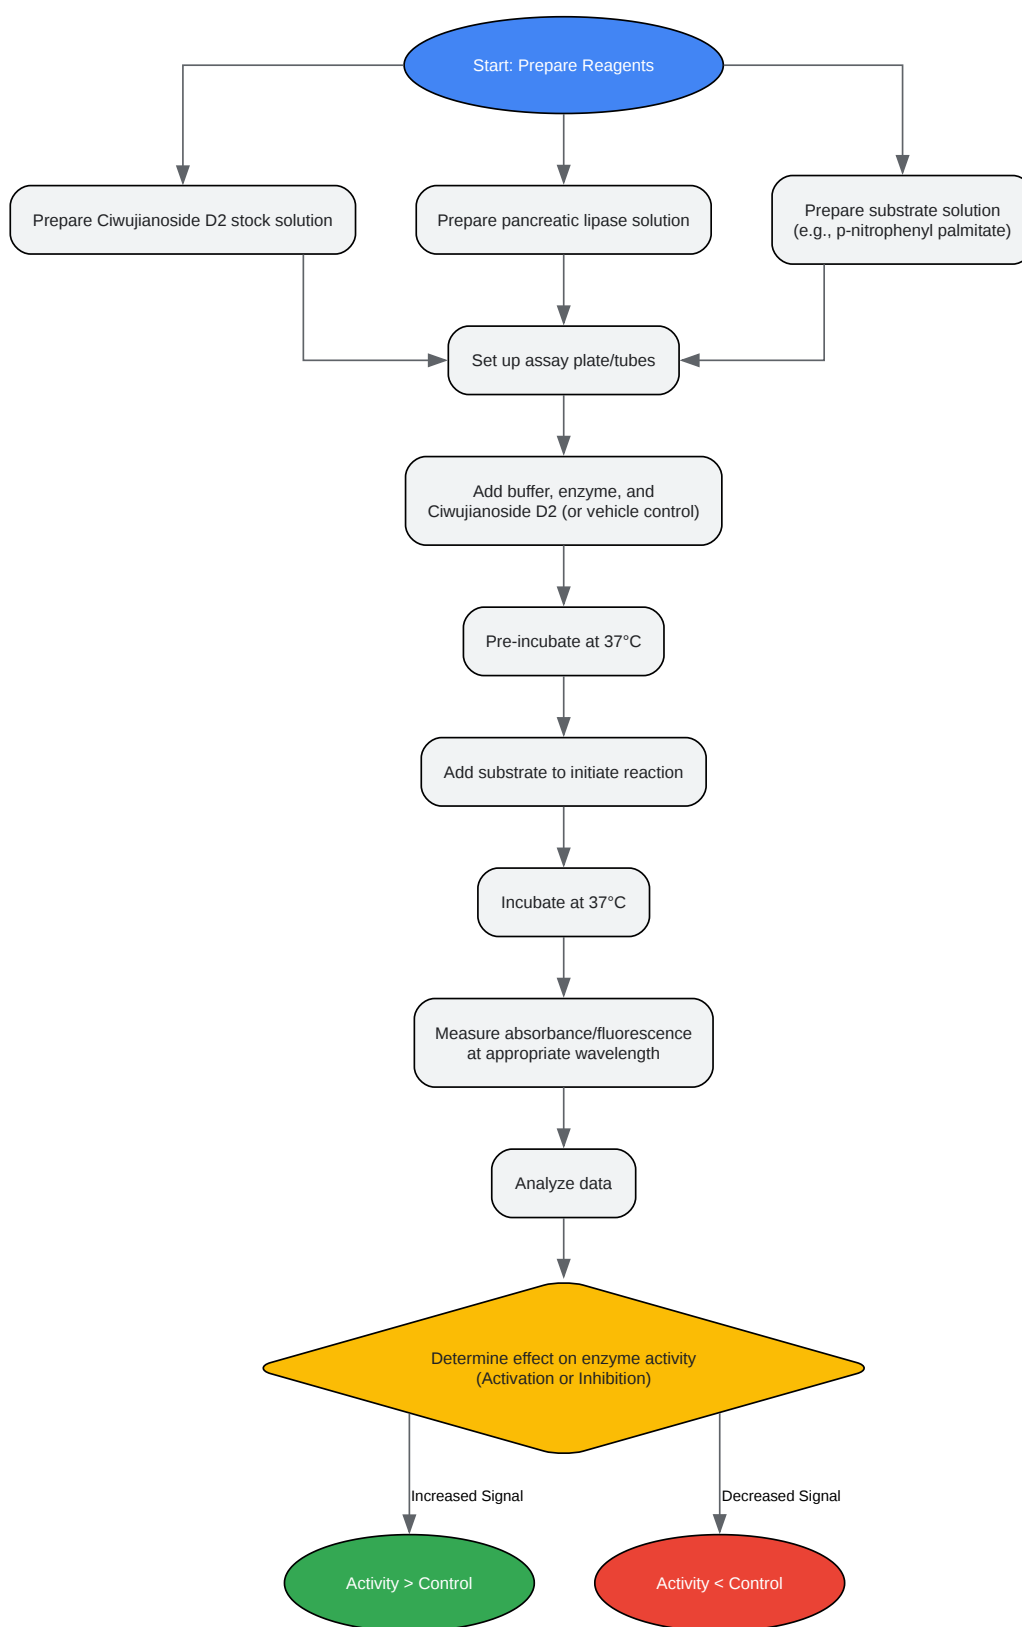 Start: Prepare Reagents
Prepare Ciwujianoside D2 stock solution
Prepare pancreatic lipase solution
Prepare substrate solution
(e.g., p-nitrophenyl palmitate)
Set up assay plate/tubes
Add buffer, enzyme, and
Ciwujianoside D2 (or vehicle control)
Pre-incubate at 37°C
Add substrate to initiate reaction
Incubate at 37°C
Measure absorbance/fluorescence
at appropriate wavelength
Analyze data
Determine effect on enzyme activity
(Activation or Inhibition)
Increased Signal
Decreased Signal
Activity > Control
Activity < Control